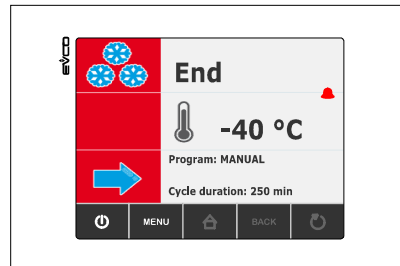 evco
End
-40 °C
Program: MANUAL
Cycle duration: 250 min
MENU
BACK